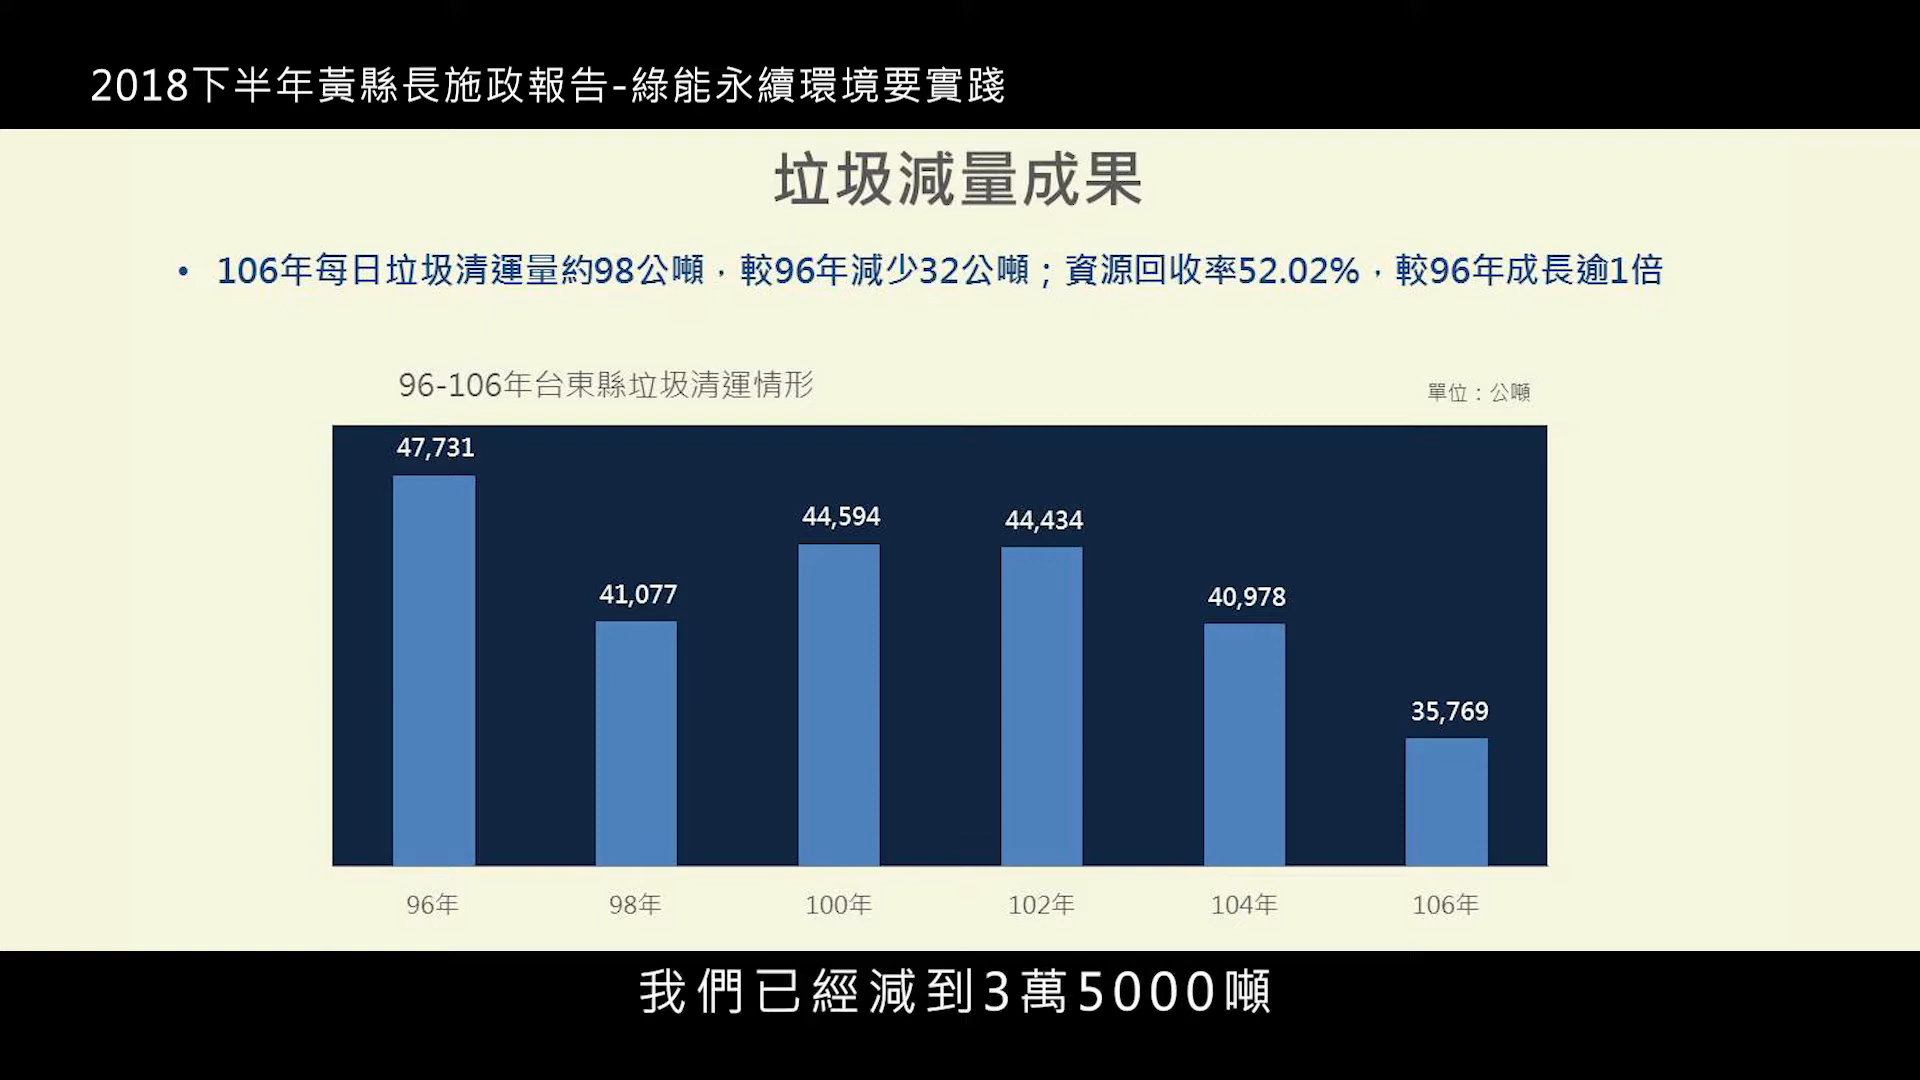 2018下半年黃縣長施政報告-綠能永續環境要實踐
垃圾減量成果
• 106年每日垃圾清運量約98公噸，較96年減少32公噸；資源回收率52.02%，較96年成長逾1倍
96-106年台東縣垃圾清運情形
單位：公噸
47,731
41,077
44,594
44,434
40,978
35,769
96年
98年
100年
102年
104年
106年
我們已經減到3萬5000噸